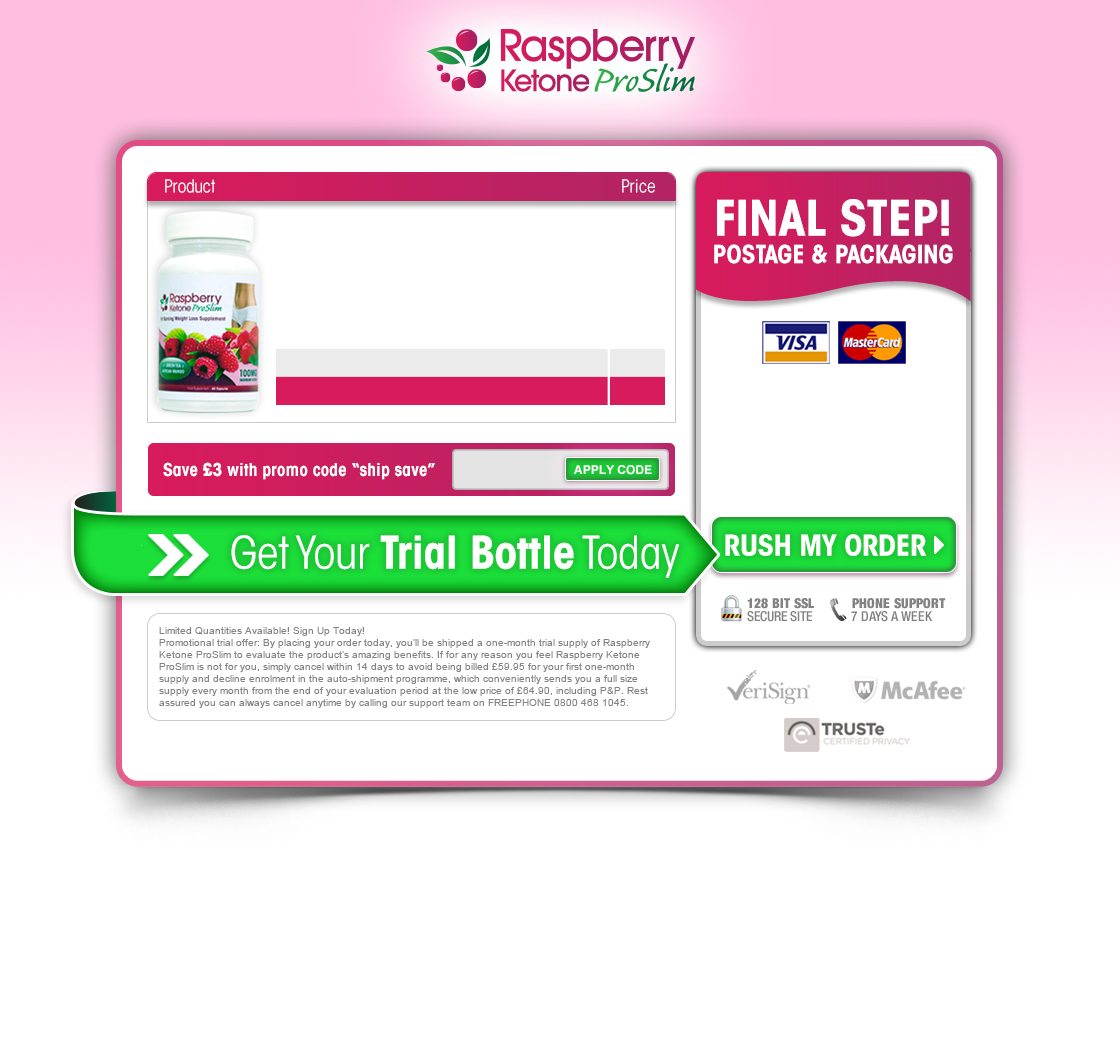 Raspberry
Ketone ProSlim
Product
Price
FINAL STEP!
POSTAGE & PACKAGING
VISA
MasterCard
Raspberry
Ketone ProSlim
Weight Loss Supplement
GREEN TEA
100MG
Save £3 with promo code “ship save”
APPLY CODE
Get Your Trial Bottle Today
RUSH MY ORDER
128 BIT SSL
SECURE SITE
PHONE SUPPORT
7 DAYS A WEEK
Limited Quantities Available! Sign Up Today!
Promotional trial offer: By placing your order today, you'll be shipped a one-month trial supply of Raspberry
Ketone ProSlim to evaluate the product's amazing benefits. If for any reason you feel Raspberry Ketone
ProSlim is not for you, simply cancel within 14 days to avoid being billed £59.95 for your first one-month
supply and decline enrolment in the auto-shipment programme, which conveniently sends you a full size
supply every month from the end of your evaluation period at the low price of £64.90, including P&P. Rest
assured you can always cancel anytime by calling our support team on FREEPHONE 0800 468 1045.
VeriSign
M McAfee
TRUSTe
CERTIFIED PRIVACY